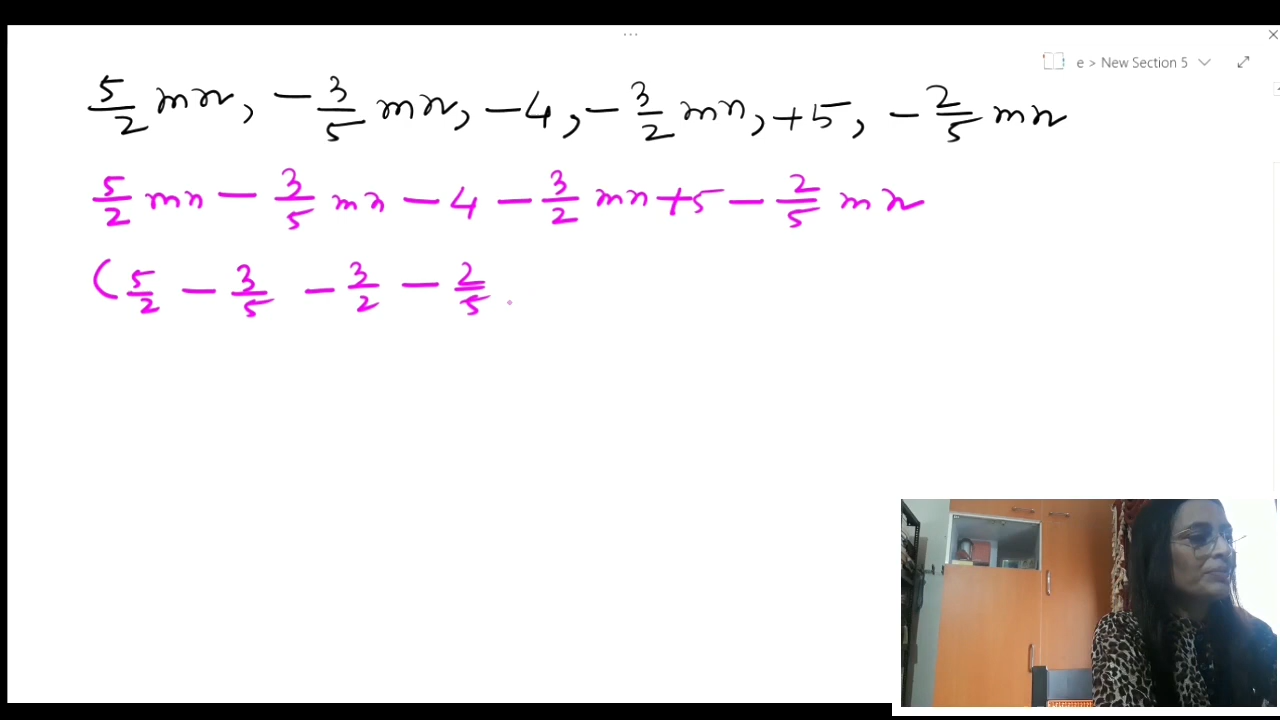 e > New Section 5
5/2 mn, - 3/5 mn, -4, - 3/2 mn, +5, - 2/5 mn
5/2 mn - 3/5 mn - 4 - 3/2 mn + 5 - 2/5 mn
(5/2 - 3/5 - 3/2 - 2/5